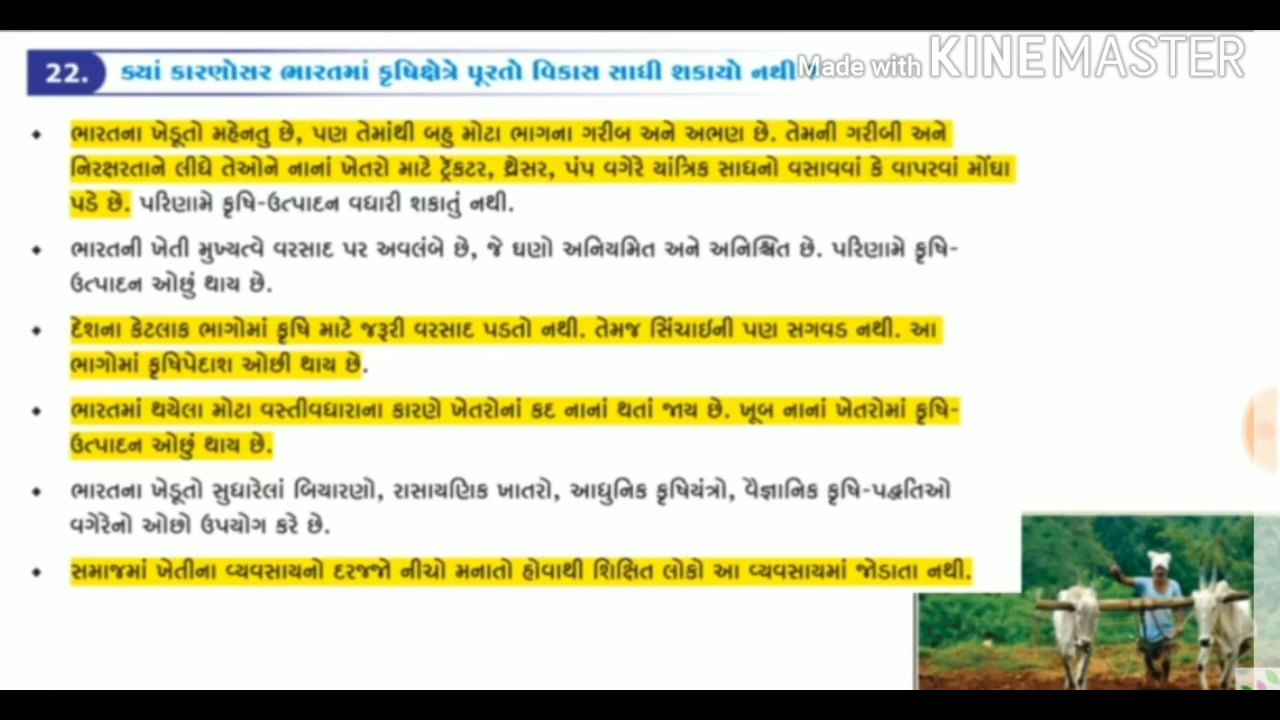 22. ક્યાં કારણોસર ભારતમાં કૃષિક્ષેત્રે પૂરતો વિકાસ સાધી શકાયો નથી ?
Made with KINEMASTER
◆ ભારતના ખેડૂતો મહેનતુ છે, પણ તેમાંથી બહુ મોટા ભાગના ગરીબ અને અભણ છે. તેમની ગરીબી અને
નિરક્ષરતાને લીધે તેઓને નાનાં ખેતરો માટે ટ્રૅક્ટર, થ્રેસર, પંપ વગેરે યાંત્રિક સાધનો વસાવવાં કે વાપરવાં મોંઘા
પડે છે. પરિણામે કૃષિ-ઉત્પાદન વધારી શકાતું નથી.
◆ ભારતની ખેતી મુખ્યત્વે વરસાદ પર અવલંબે છે, જે ઘણો અનિયમિત અને અનિશ્ચિત છે. પરિણામે કૃષિ-
ઉત્પાદન ઓછું થાય છે.
◆ દેશના કેટલાક ભાગોમાં કૃષિ માટે જરૂરી વરસાદ પડતો નથી. તેમજ સિંચાઈની પણ સગવડ નથી. આ
ભાગોમાં કૃષિપેદાશ ઓછી થાય છે.
◆ ભારતમાં થયેલા મોટા વસ્તીવધારાના કારણે ખેતરોનાં કદ નાનાં થતાં જાય છે. ખૂબ નાનાં ખેતરોમાં કૃષિ-
ઉત્પાદન ઓછું થાય છે.
◆ ભારતના ખેડૂતો સુધારેલાં બિયારણો, રાસાયણિક ખાતરો, આધુનિક કૃષિયંત્રો, વૈજ્ઞાનિક કૃષિ-પદ્ધતિઓ
વગેરેનો ઓછો ઉપયોગ કરે છે.
◆ સમાજમાં ખેતીના વ્યવસાયનો દરજ્જો નીચો મનાતો હોવાથી શિક્ષિત લોકો આ વ્યવસાયમાં જોડાતા નથી.